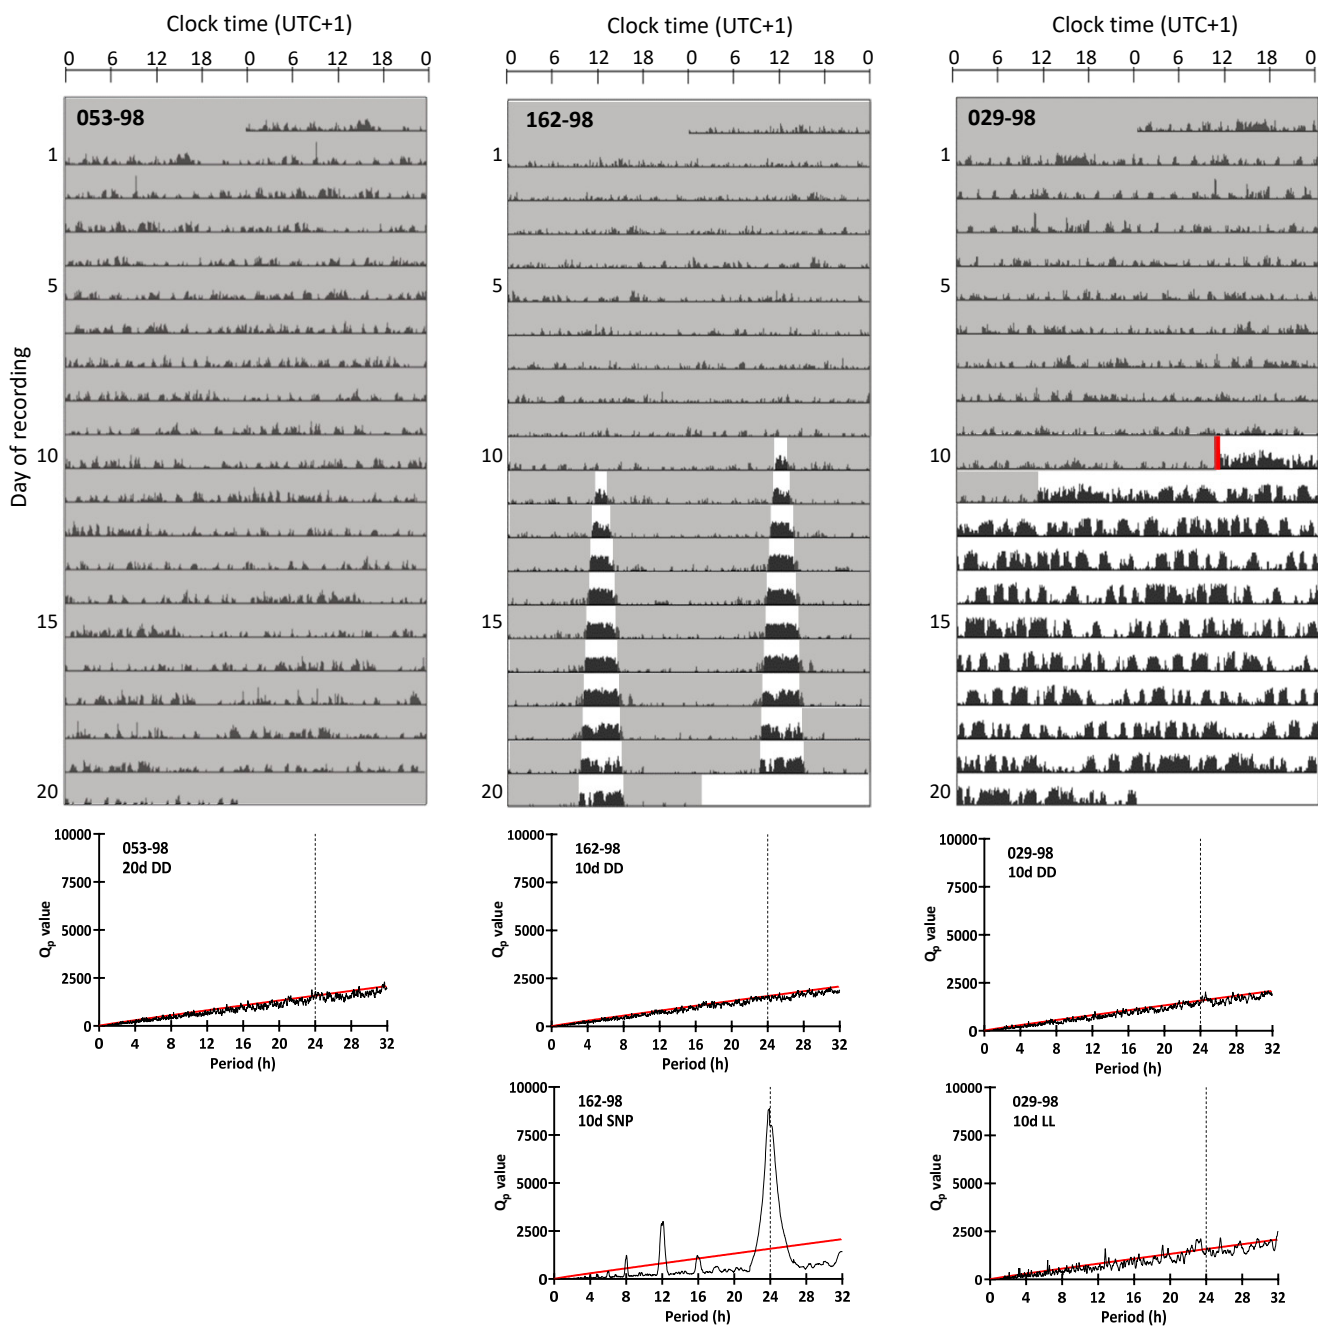 Clock time (UTC+1)
Clock time (UTC+1)
Clock time (UTC+1)
0 6 12 18 0 6 12 18 0
0 6 12 18 0 6 12 18 0
0 6 12 18 0 6 12 18 0
053-98
162-98
029-98
Day of recording
1
5
10
15
20
1
5
10
15
20
1
5
10
15
20
053-98
20d DD
10000
7500
5000
2500
0
Qp value
0 4 8 12 16 20 24 28 32
Period (h)
162-98
10d DD
10000
7500
5000
2500
0
Qp value
0 4 8 12 16 20 24 28 32
Period (h)
029-98
10d DD
10000
7500
5000
2500
0
Qp value
0 4 8 12 16 20 24 28 32
Period (h)
162-98
10d SNP
10000
7500
5000
2500
0
Qp value
0 4 8 12 16 20 24 28 32
Period (h)
029-98
10d LL
10000
7500
5000
2500
0
Qp value
0 4 8 12 16 20 24 28 32
Period (h)